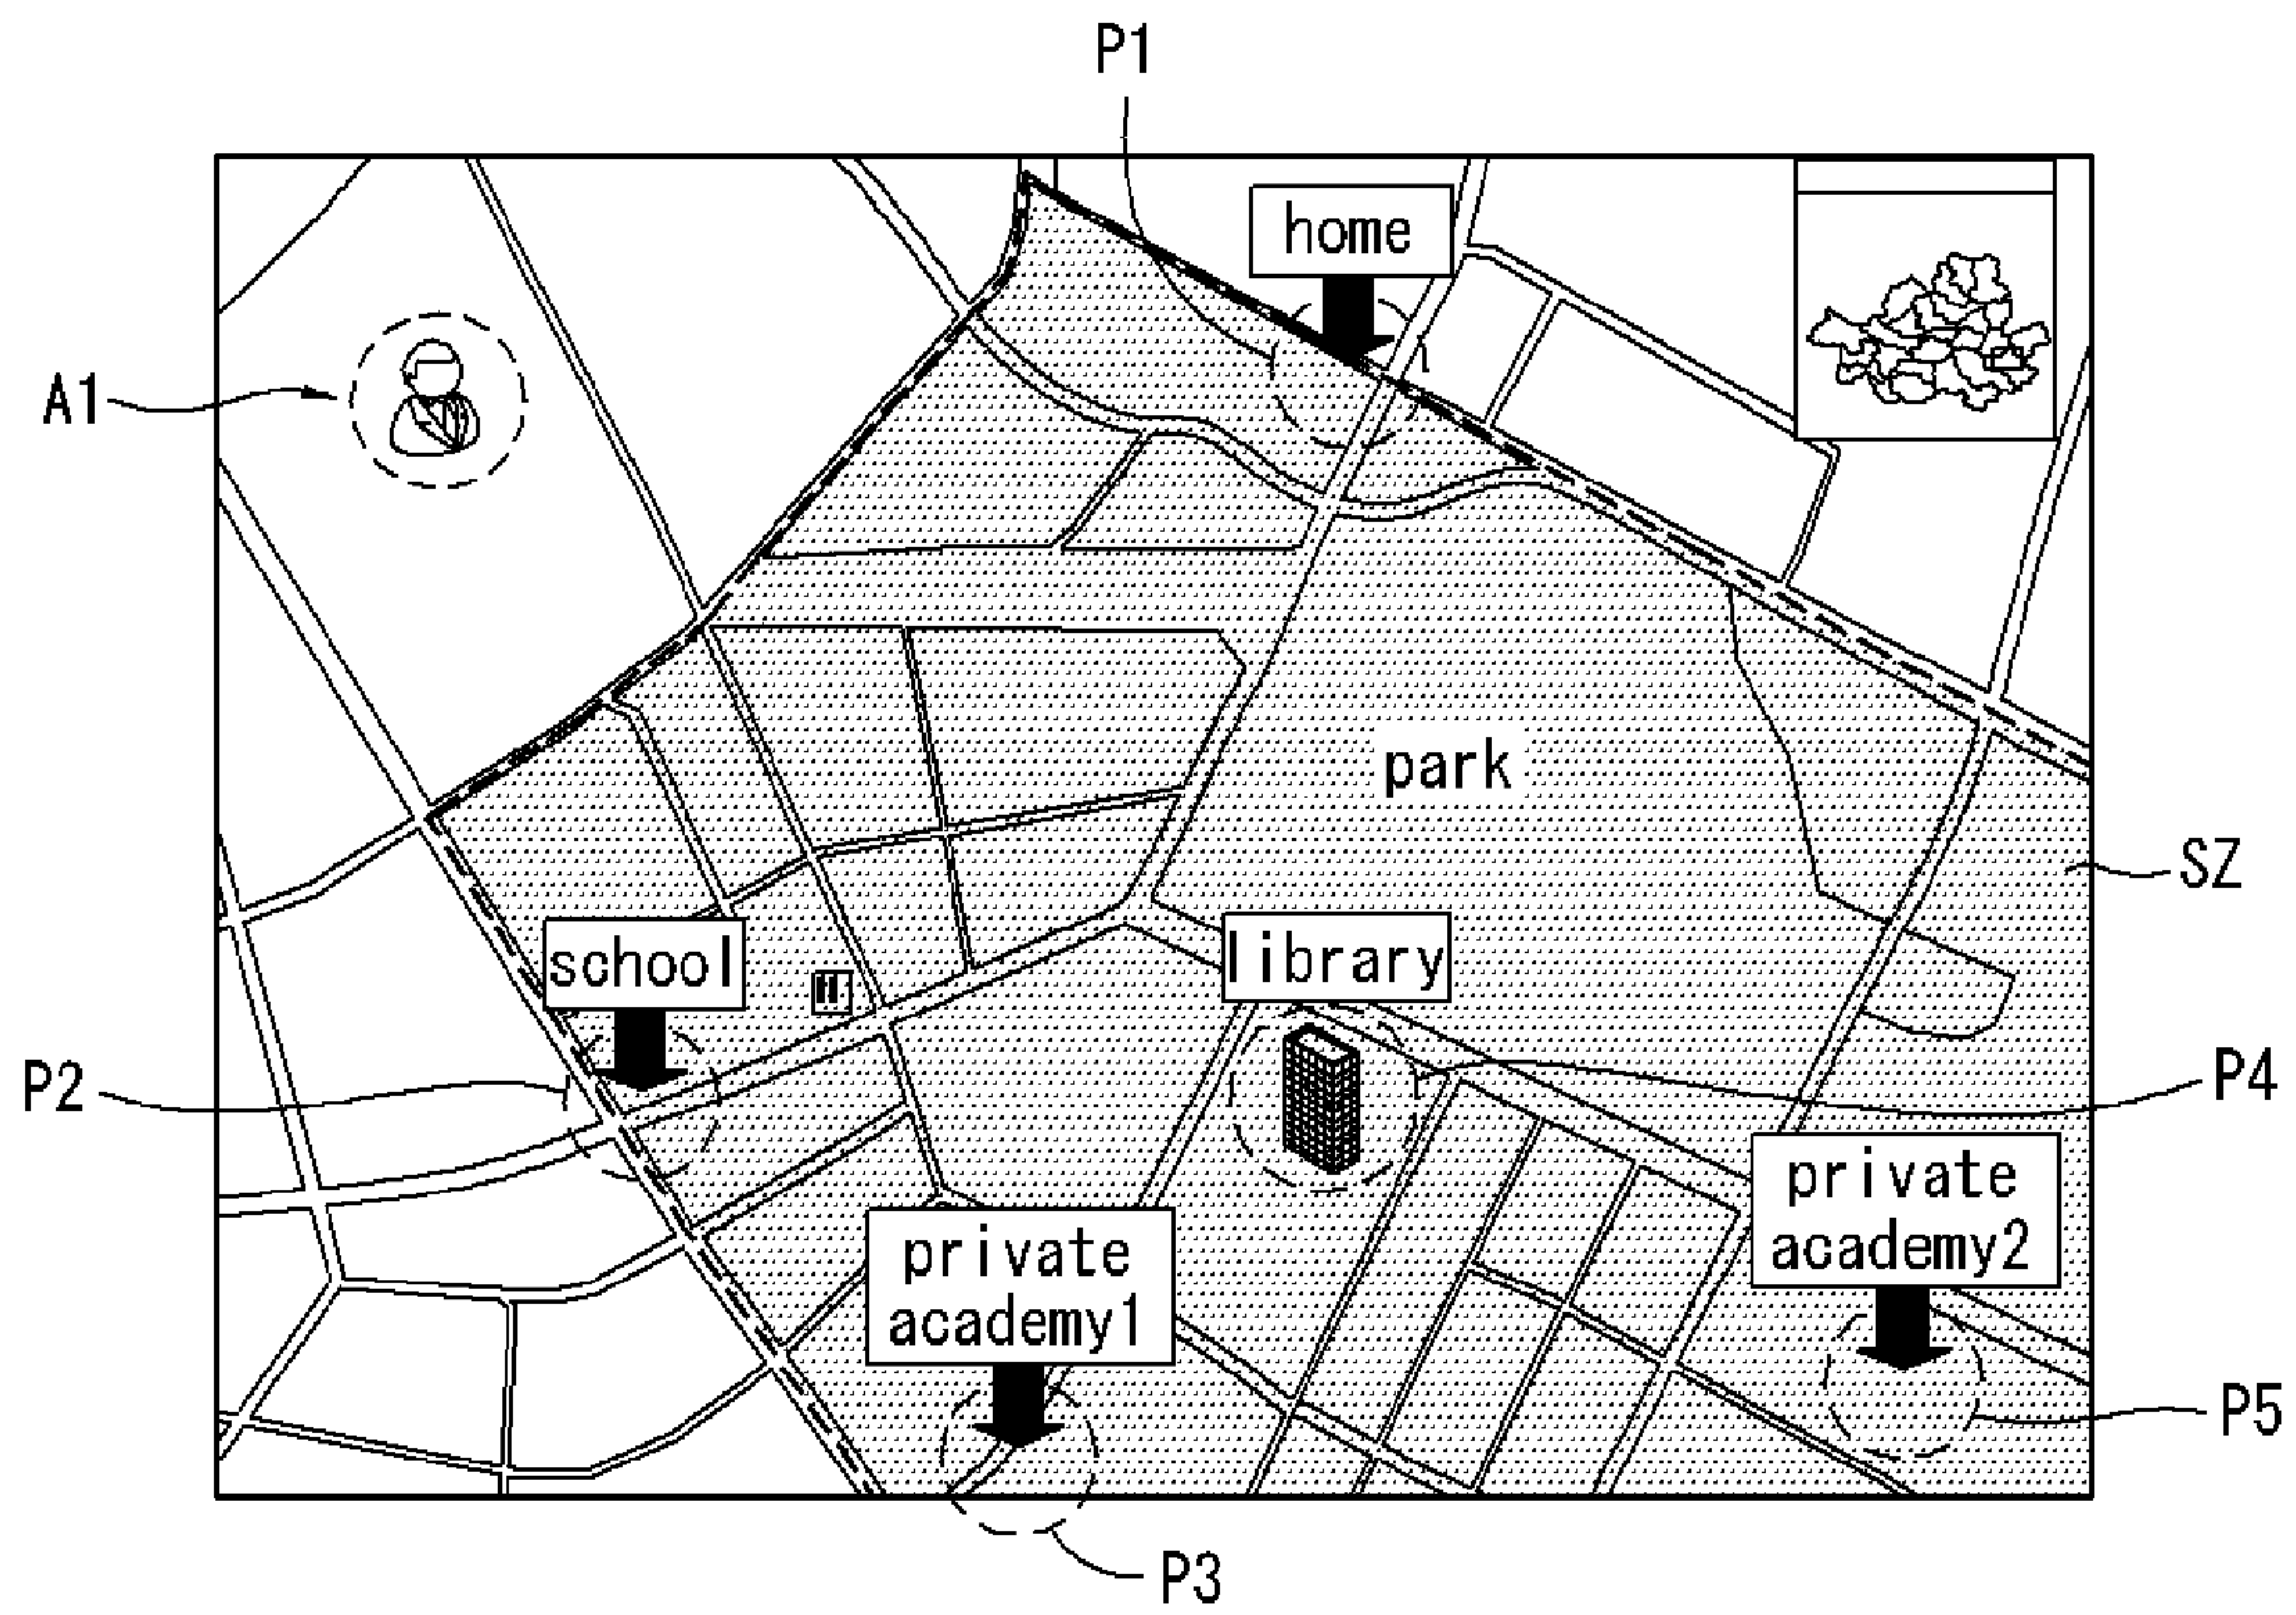 P1
home
A1
park
SZ
school
library
P2
P4
private
academy2
private
academy1
P5
P3